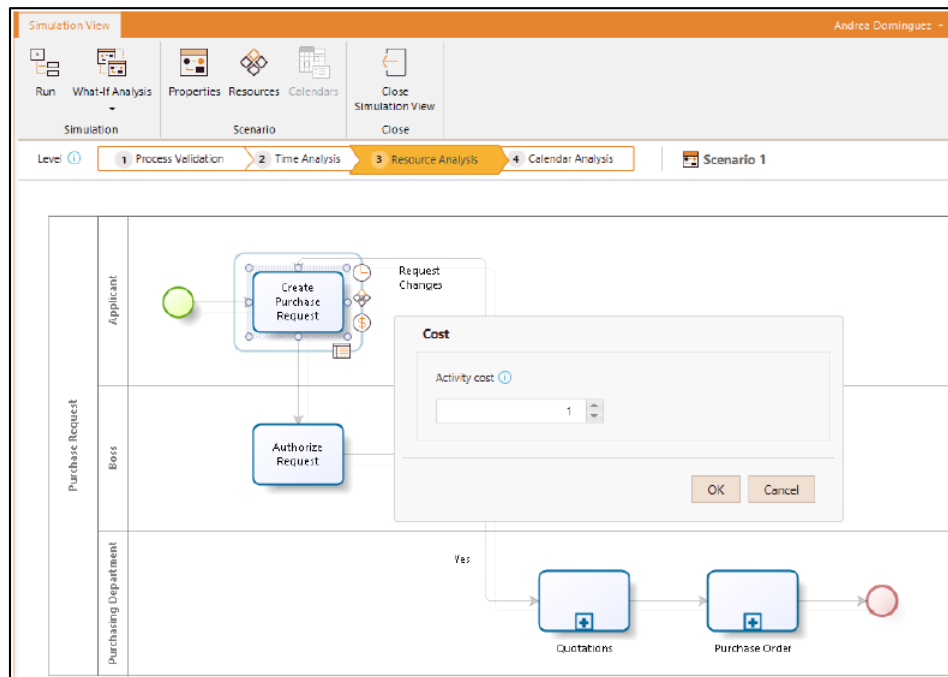 Simulation View
Andrea Dominguez
Run
What-If Analysis
Properties
Resources
Calendars
Close
Simulation View
Simulation
Scenario
Close
Level
1 Process Validation
2 Time Analysis
3 Resource Analysis
4 Calendar Analysis
Scenario 1
Purchase Request
Applicant
Create
Purchase
Request
Request
Changes
Cost
Activity cost
1
OK
Cancel
Boss
Authorize
Request
Purchasing Department
Yes
Quotations
Purchase Order